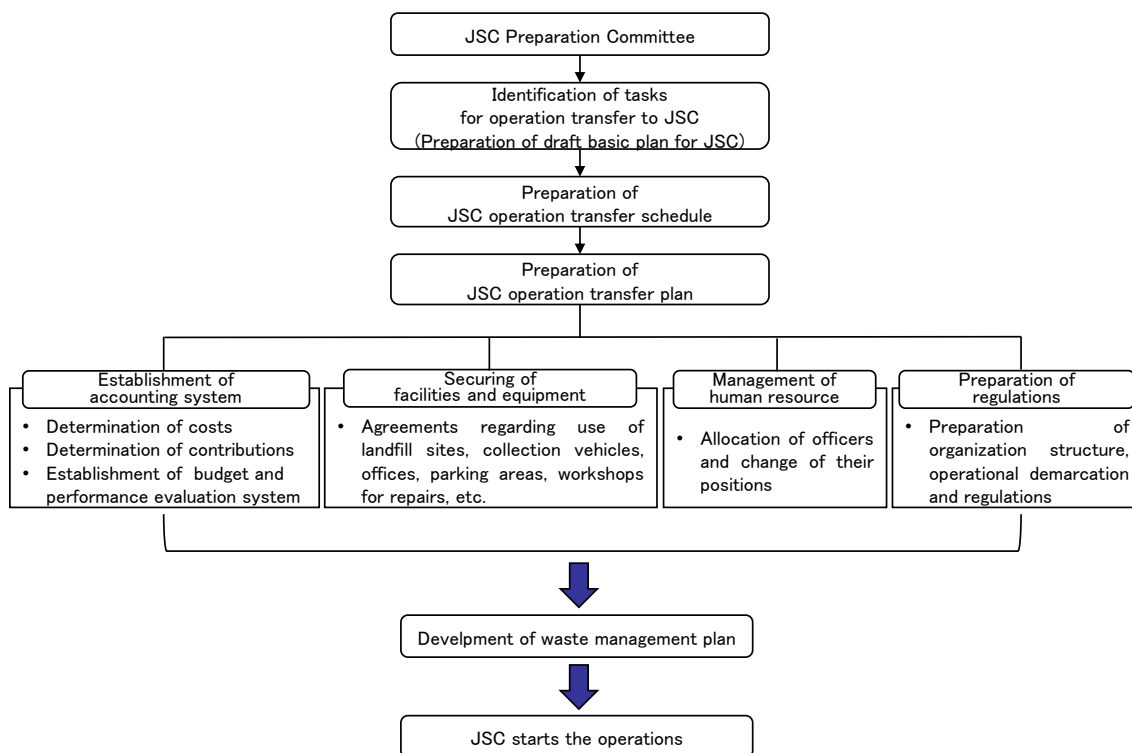 JSC Preparation Committee
Identification of tasks
for operation transfer to JSC
(Preparation of draft basic plan for JSC)
Preparation of
JSC operation transfer schedule
Preparation of
JSC operation transfer plan
Establishment of
accounting system
• Determination of costs
• Determination of contributions
• Establishment of budget and
performance evaluation system
Securing of
facilities and equipment
• Agreements regarding use of
landfill sites, collection vehicles,
offices, parking areas, workshops
for repairs, etc.
Management of
human resource
• Allocation of officers
and change of their
positions
Preparation of
regulations
• Preparation of
organization structure,
operational demarcation
and regulations
Develpment of waste management plan
JSC starts the operations